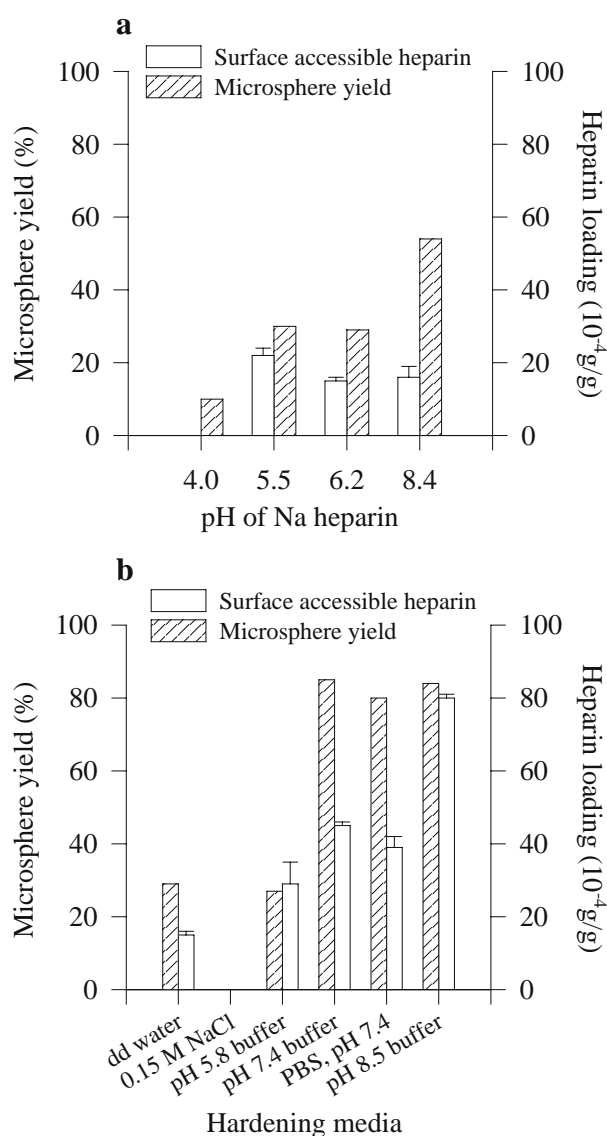 a
Surface accessible heparin
Microsphere yield
100
80
60
40
20
0
Microsphere yield (%)
100
80
60
40
20
0
Heparin loading (10⁻⁴g/g)
4.0 5.5 6.2 8.4
pH of Na heparin
b
Surface accessible heparin
Microsphere yield
100
80
60
40
20
0
Microsphere yield (%)
100
80
60
40
20
0
Heparin loading (10⁻⁴g/g)
dd water
0.15 M NaCl
pH 5.8 buffer
pH 7.4 buffer
PBS, pH 7.4
pH 8.5 buffer
Hardening media